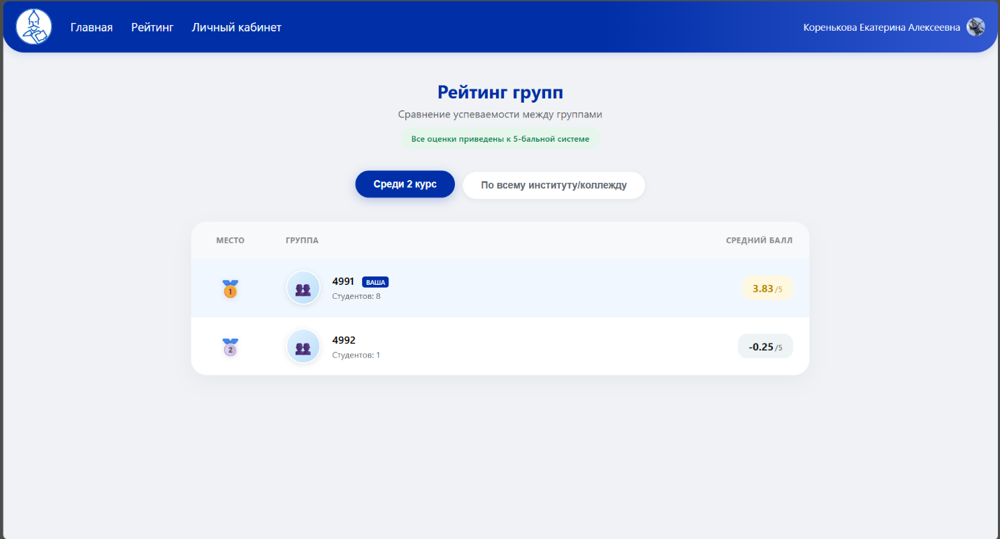 Главная Рейтинг Личный кабинет Коренькова Екатерина Алексеевна
Рейтинг групп
Сравнение успеваемости между группами
Все оценки приведены к 5-бальной системе
Среди 2 курс По всему институту/колледжу
МЕСТО ГРУППА СРЕДНИЙ БАЛЛ
1 4991 ВАША 3.83 /5
Студентов: 8
2 4992 -0.25 /5
Студентов: 1